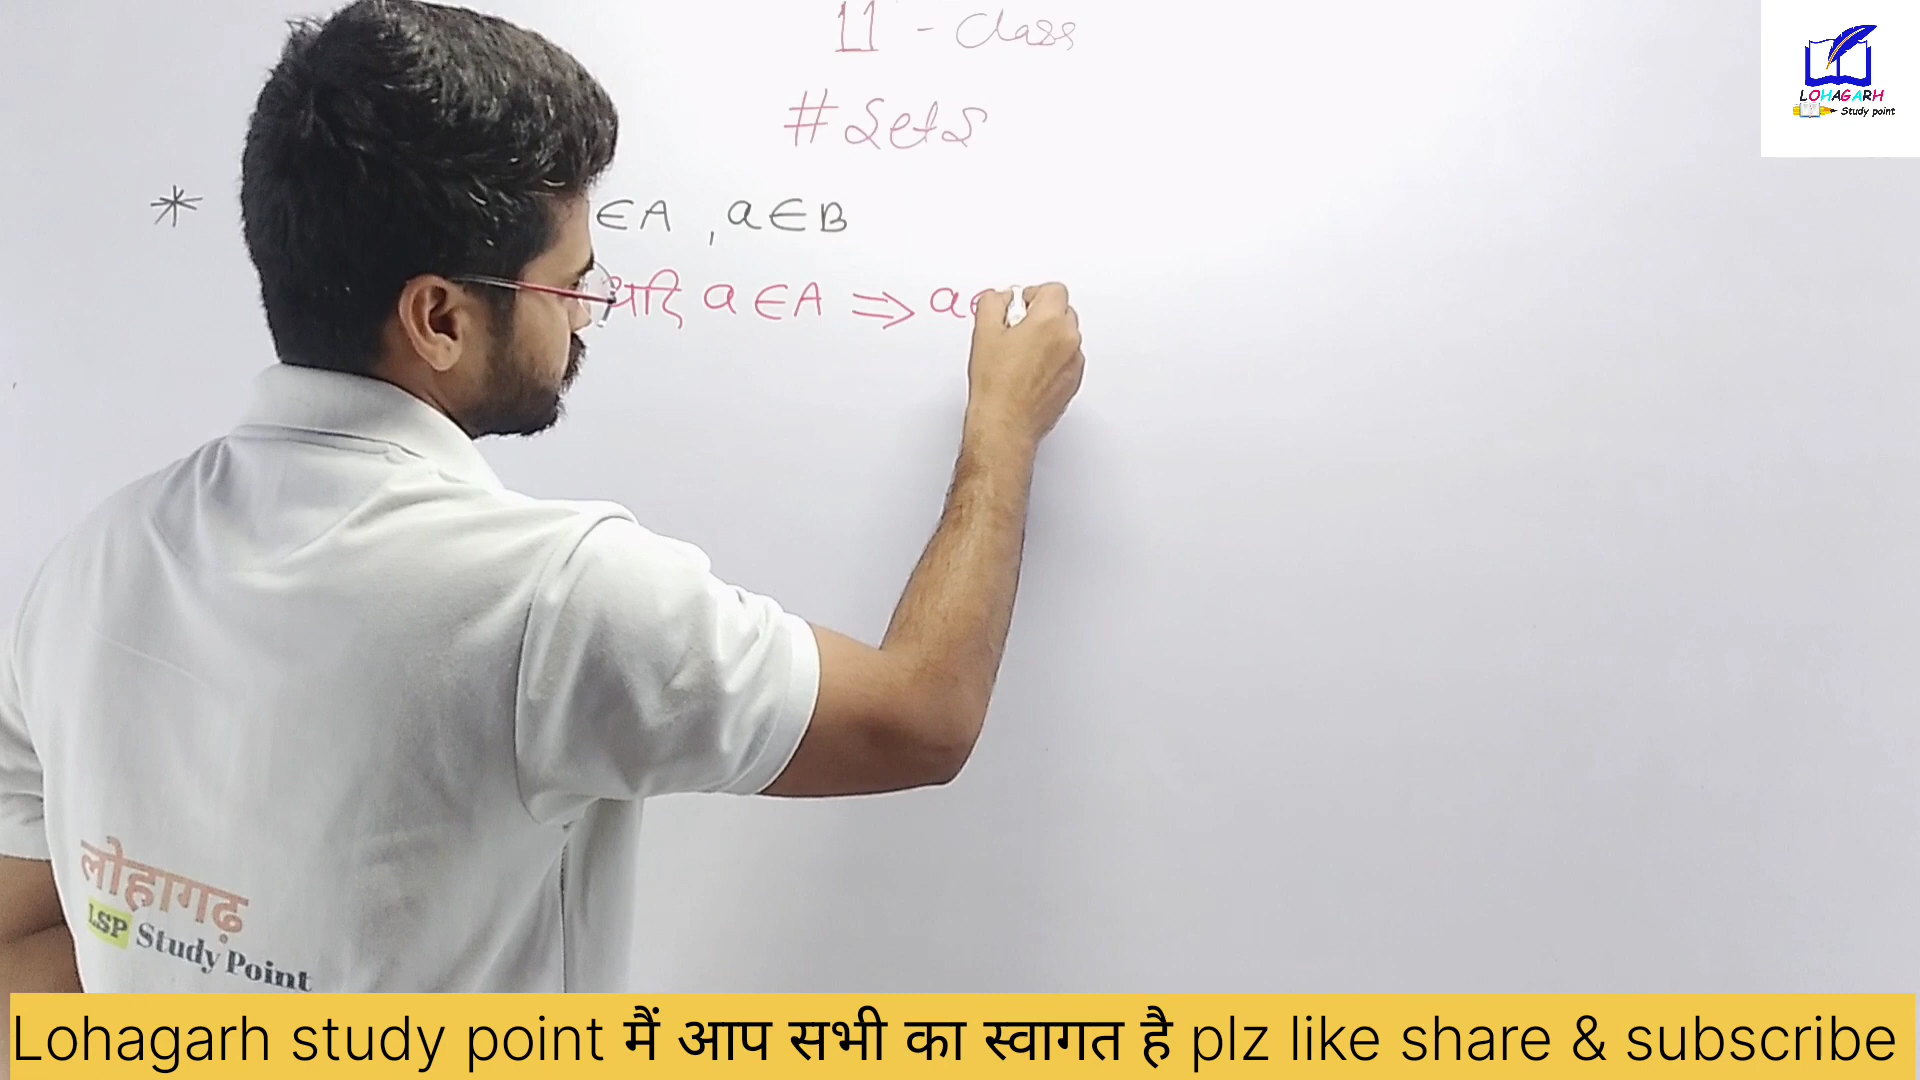 11 - Class
# Sets
* ∈A , a∈B
यदि a∈A ⇒ a∈
LOHAGARH
Study point
लोहागढ़
LSP Study Point
Lohagarh study point मैं आप सभी का स्वागत है plz like share & subscribe